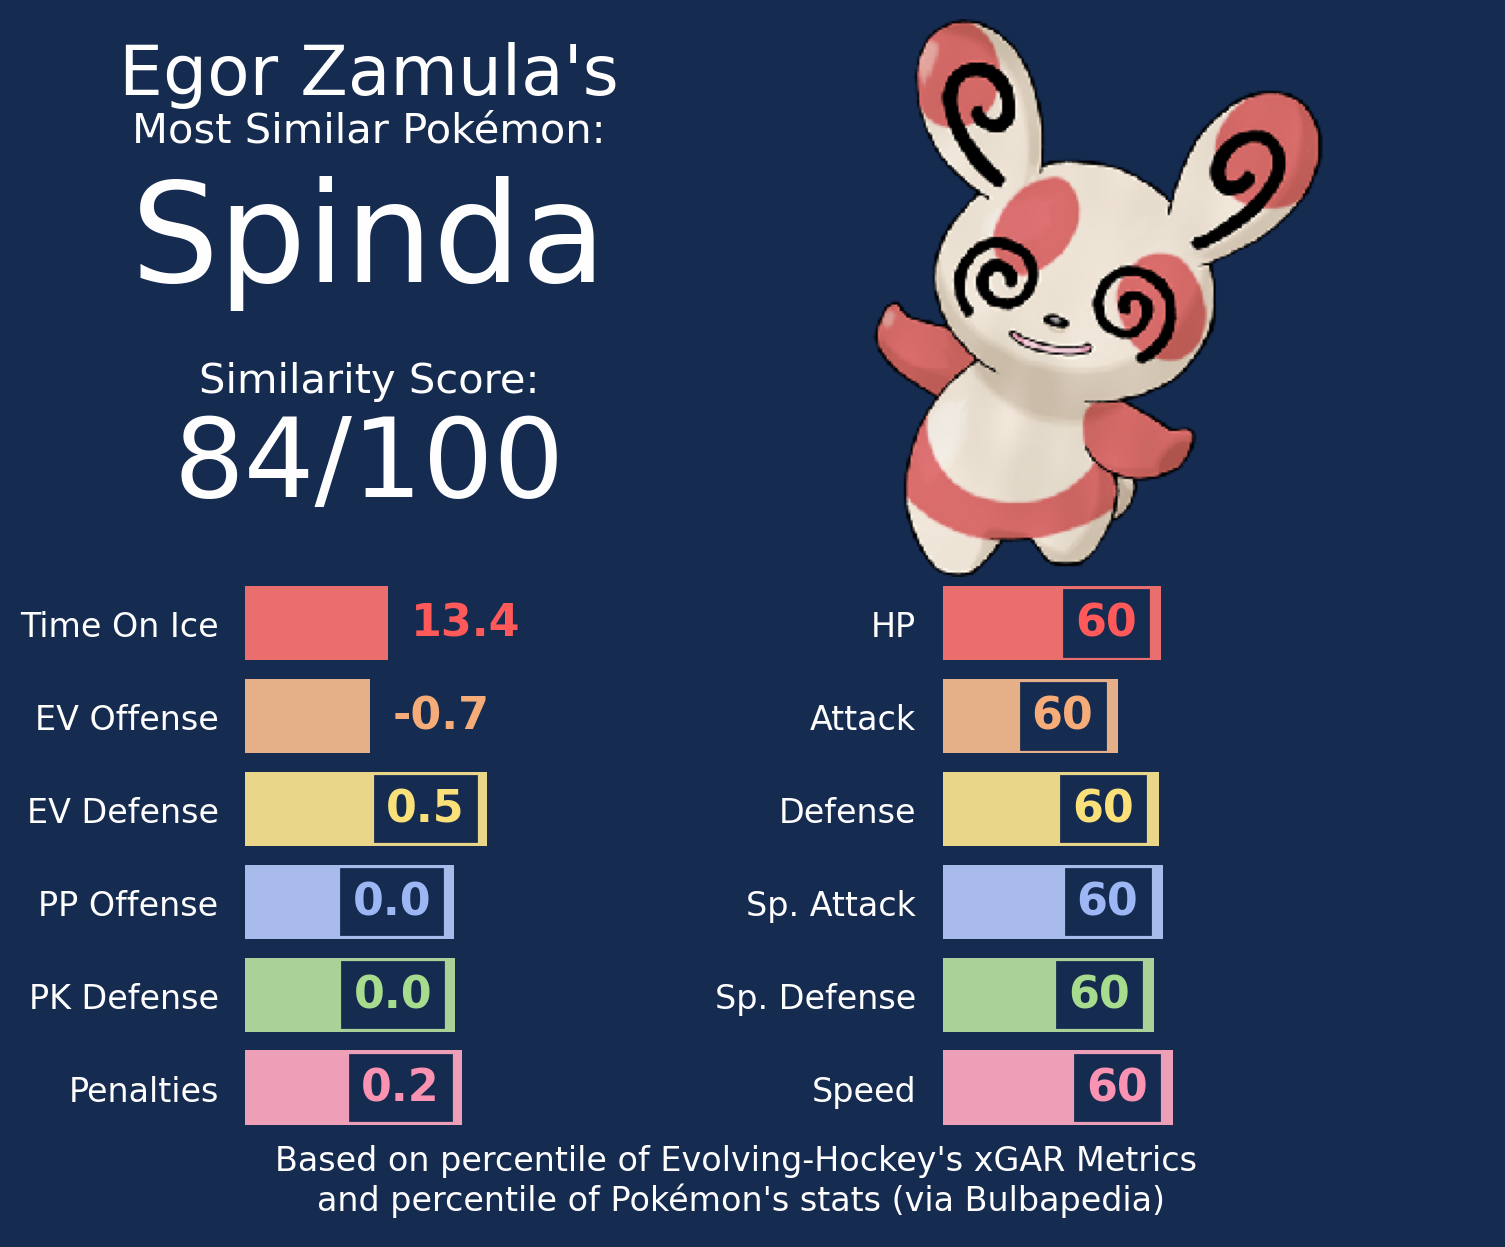 Egor Zamula's
Most Similar Pokémon:
Spinda
Similarity Score:
84/100
Time On Ice 13.4
EV Offense -0.7
EV Defense 0.5
PP Offense 0.0
PK Defense 0.0
Penalties 0.2
HP 60
Attack 60
Defense 60
Sp. Attack 60
Sp. Defense 60
Speed 60
Based on percentile of Evolving-Hockey's xGAR Metrics
and percentile of Pokémon's stats (via Bulbapedia)